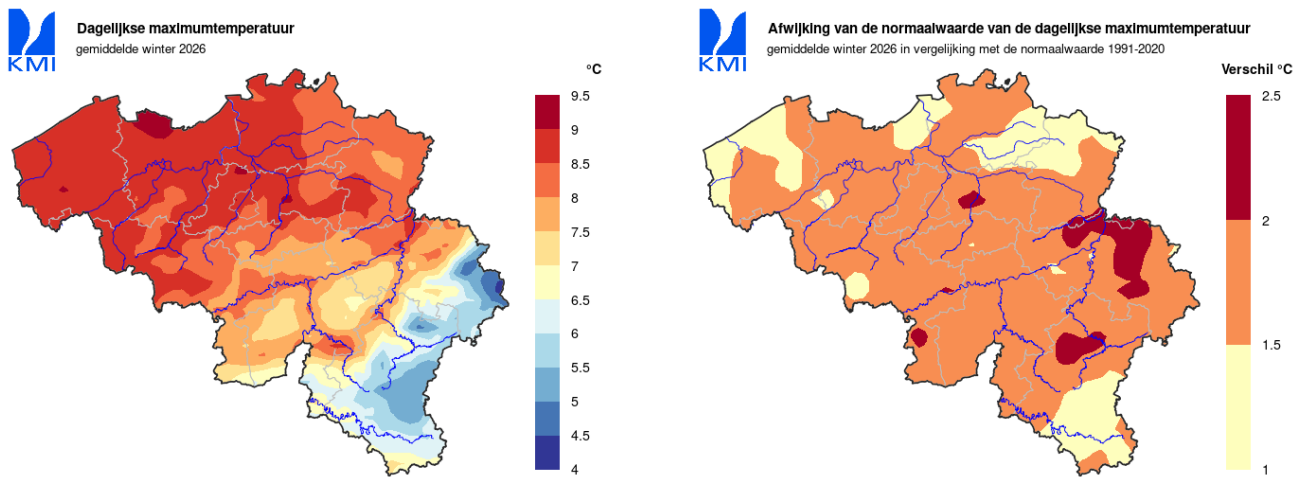 KMI
Dagelijkse maximumtemperatuur
gemiddelde winter 2026
°C
9.5
9
8.5
8
7.5
7
6.5
6
5.5
5
4.5
4
KMI
Afwijking van de normaalwaarde van de dagelijkse maximumtemperatuur
gemiddelde winter 2026 in vergelijking met de normaalwaarde 1991-2020
Verschil °C
2.5
2
1.5
1